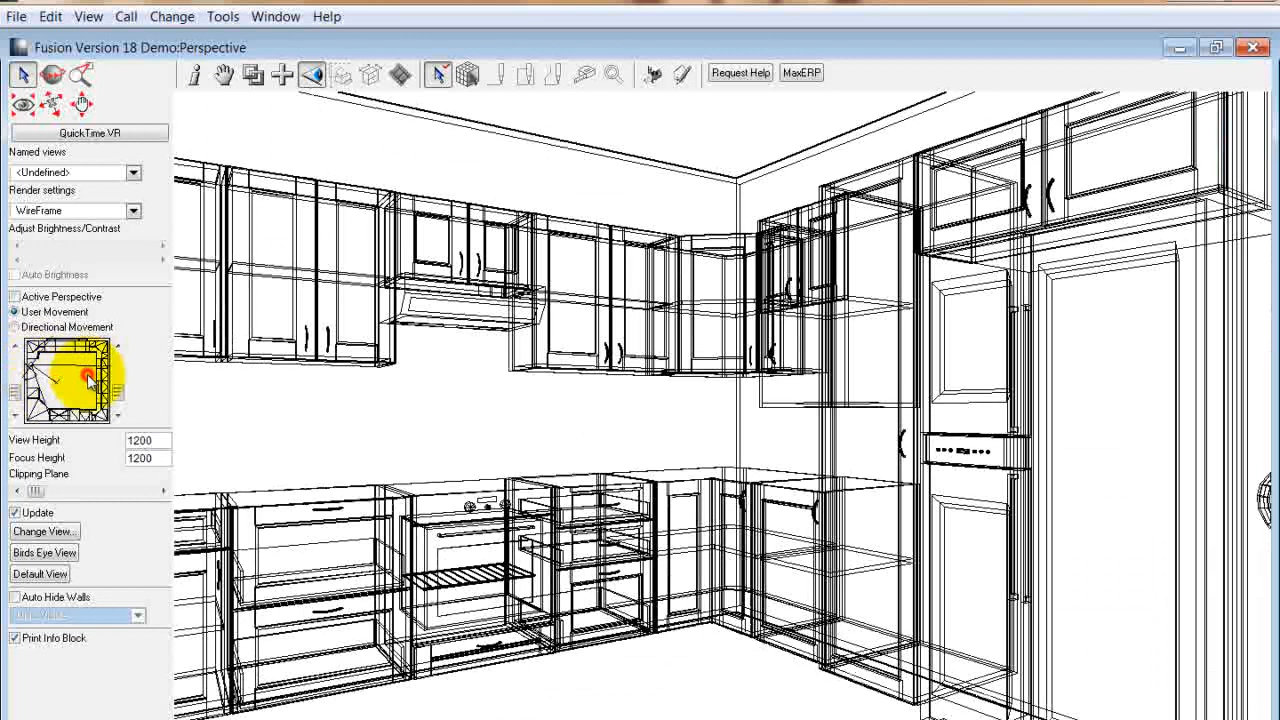 File Edit View Call Change Tools Window Help
Fusion Version 18 Demo:Perspective
Request Help MaxERP
QuickTime VR
Named views
<Undefined>
Render settings
WireFrame
Adjust Brightness/Contrast
Auto Brightness
Active Perspective
User Movement
Directional Movement
View Height 1200
Focus Height 1200
Clipping Plane
Update
Change View...
Birds Eye View
Default View
Auto Hide Walls
Print Info Block